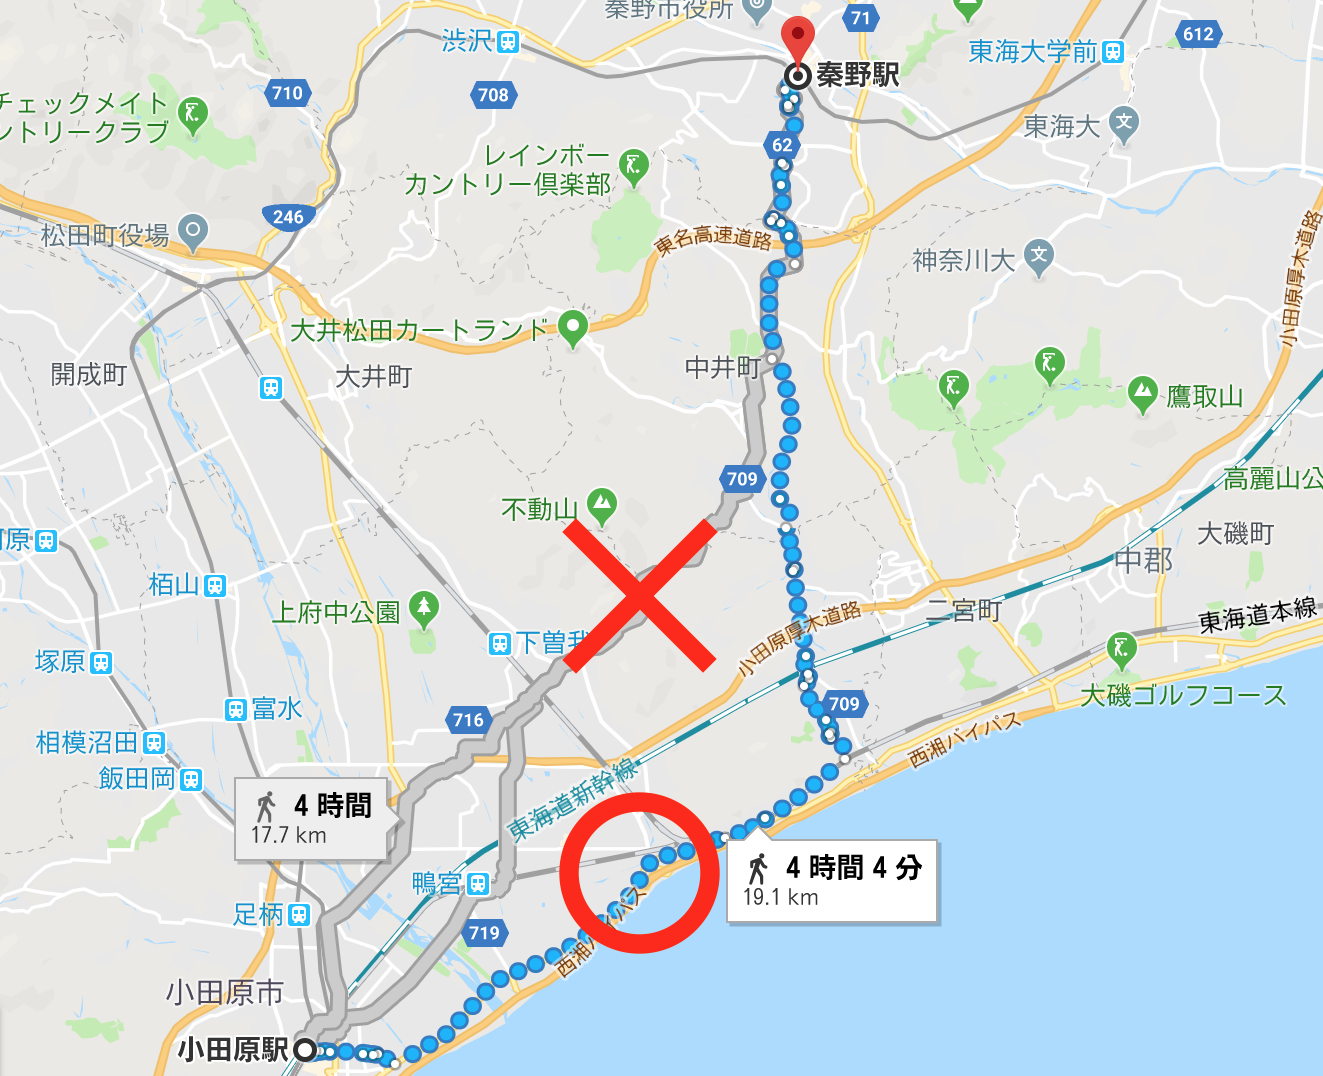 秦野市役所
71
渋沢
612
東海大学前
秦野駅
710
708
チェックメイト
ントリークラブ
東海大
62
レインボー
カントリー倶楽部
246
松田町役場
東名高速道路
神奈川大
小田原厚木道路
大井松田カートランド
開成町
大井町
中井町
鷹取山
709
高麗山公
不動山
大磯町
中郡
栢山
上府中公園
下曽我
小田原厚木道路
二宮町
東海道本線
塚原
富水
716
709
大磯ゴルフコース
西湘バイパス
相模沼田
飯田岡
東海道新幹線
4 時間
17.7 km
4 時間 4 分
19.1 km
鴨宮
足柄
719
西湘バイパス
小田原市
小田原駅